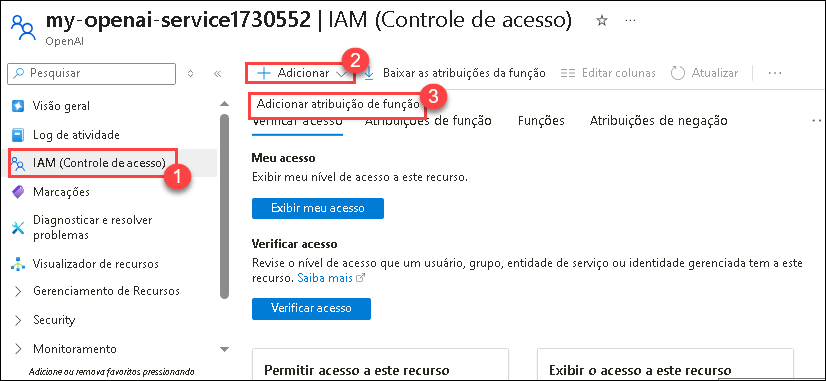 my-openai-service1730552 | IAM (Controle de acesso)
OpenAI
Pesquisar
Adicionar
2
Baixar as atribuições da função
Editar colunas
Atualizar
Adicionar atribuição de função
3
Verificar acesso
Atribuições de função
Funções
Atribuições de negação
Visão geral
Log de atividade
IAM (Controle de acesso)
1
Marcações
Diagnosticar e resolver
problemas
Visualizador de recursos
Gerenciamento de Recursos
Security
Monitoramento
Adicione ou remova favoritos pressionando
Meu acesso
Exibir meu nível de acesso a este recurso.
Exibir meu acesso
Verificar acesso
Revise o nível de acesso que um usuário, grupo, entidade de serviço ou identidade gerenciada tem a este
recurso. Saiba mais
Verificar acesso
Permitir acesso a este recurso
Exibir o acesso a este recurso